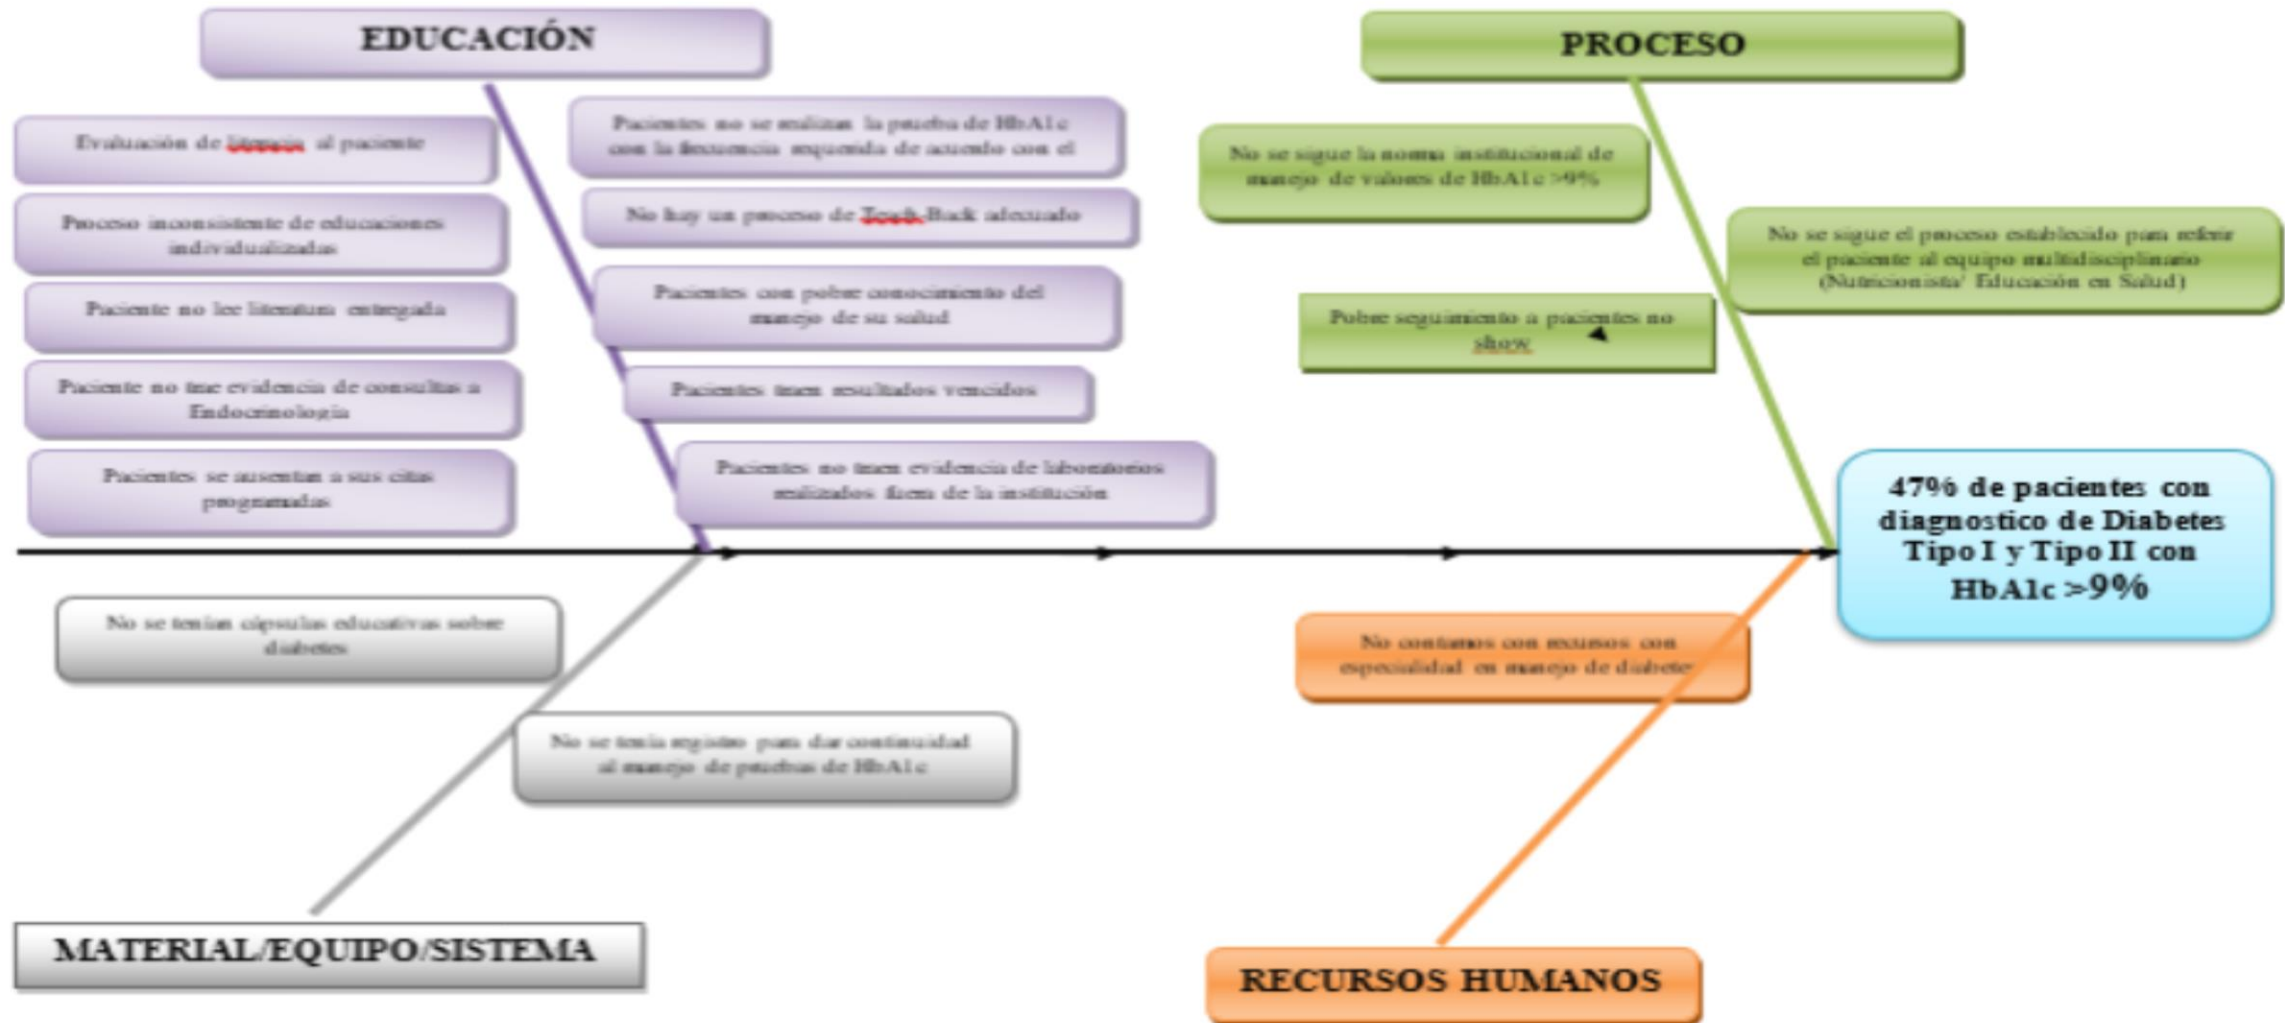 EDUCACIÓN
PROCESO
Evaluación de literacia al paciente
Proceso inconsistente de educaciones
individualizadas
Paciente no lee literatura entregada
Paciente no trae evidencia de consultas a
Endocrinología
Pacientes se ausentan a sus citas
programadas
Pacientes no se realizan la prueba de HbA1c
con la frecuencia requerida de acuerdo con el
No hay un proceso de Teach-Back adecuado
Pacientes con pobre conocimiento del
manejo de su salud
Pacientes traen resultados vencidos
Pacientes no traen evidencia de laboratorios
realizados fuera de la institución
No se sigue la norma institucional de
manejo de valores de HbA1c >9%
No se sigue el proceso establecido para referir
el paciente al equipo multidisciplinario
(Nutricionista/ Educación en Salud)
Pobre seguimiento a pacientes no
show
47% de pacientes con
diagnostico de Diabetes
Tipo I y Tipo II con
HbA1c >9%
No se tenían cápsulas educativas sobre
diabetes
No se tenía registro para dar continuidad
al manejo de pruebas de HbA1c
No contamos con recursos con
especialidad en manejo de diabetes
MATERIAL/EQUIPO/SISTEMA
RECURSOS HUMANOS